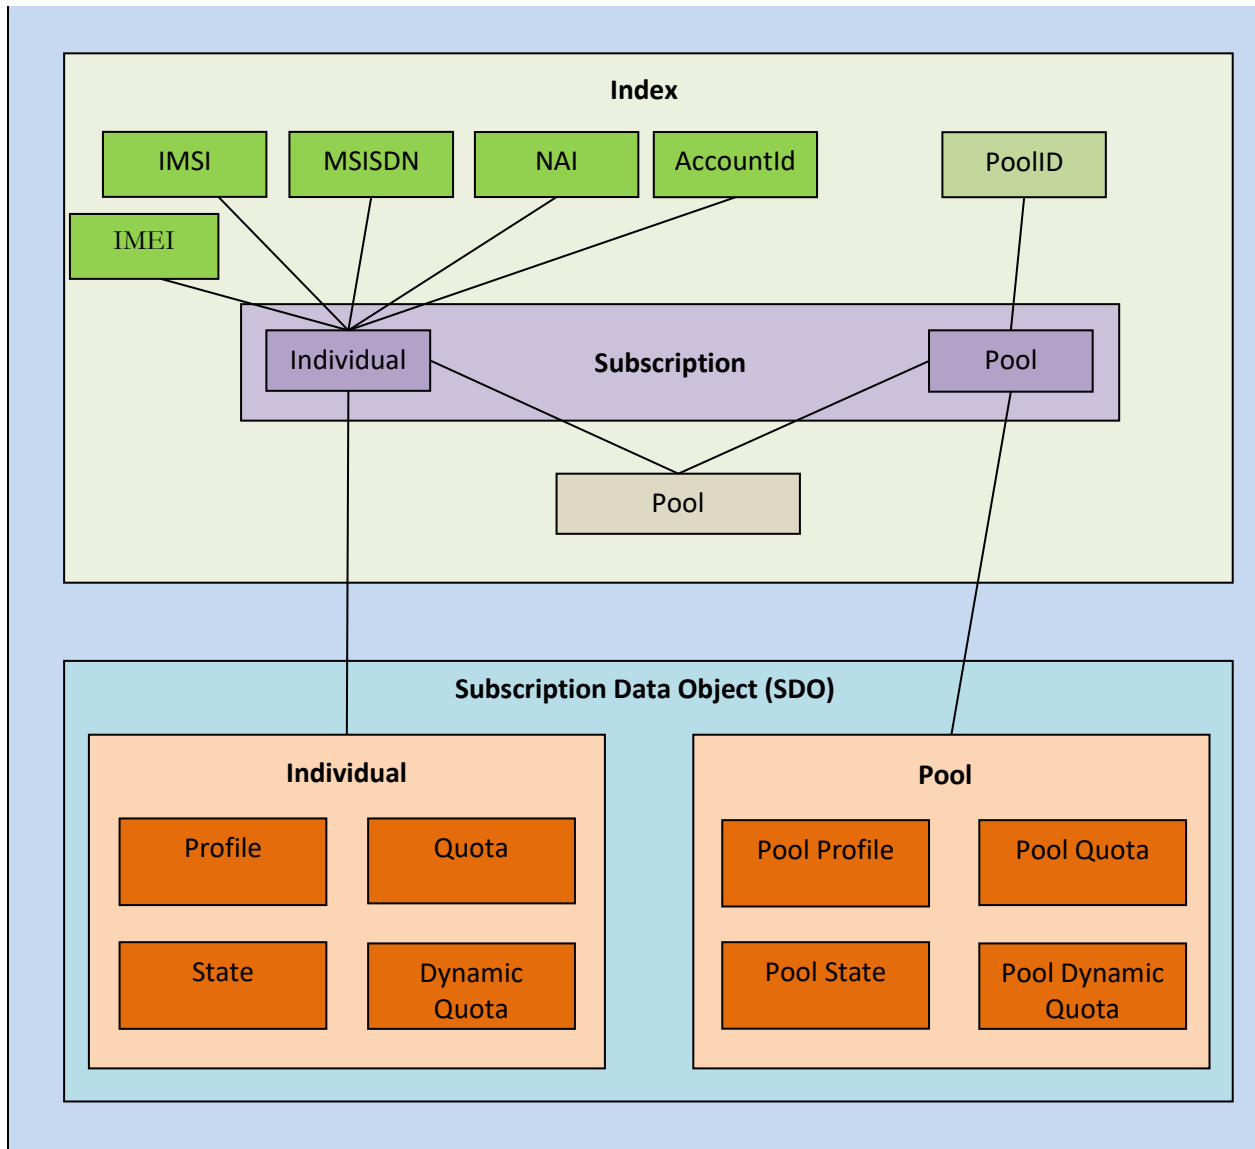 Index
IMSI
MSISDN
NAI
AccountId
PoolID
IMEI
Individual
Subscription
Pool
Pool
Subscription Data Object (SDO)
Individual
Profile
Quota
State
Dynamic
Quota
Pool
Pool Profile
Pool Quota
Pool State
Pool Dynamic
Quota